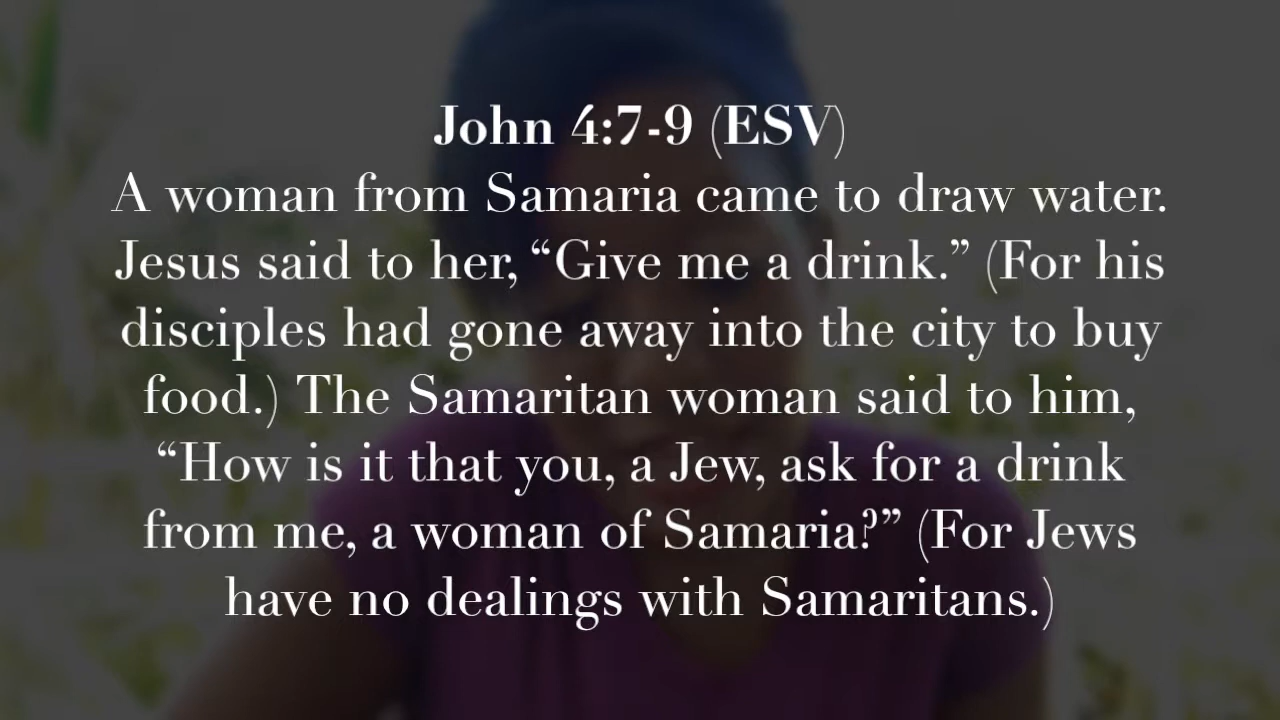 John 4:7-9 (ESV)
A woman from Samaria came to draw water.
Jesus said to her, “Give me a drink.” (For his
disciples had gone away into the city to buy
food.) The Samaritan woman said to him,
“How is it that you, a Jew, ask for a drink
from me, a woman of Samaria?” (For Jews
have no dealings with Samaritans.)